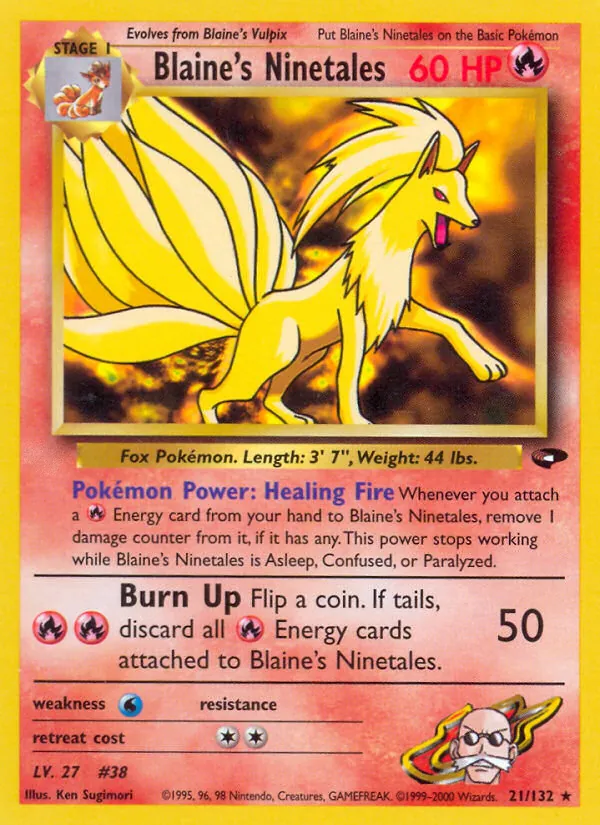 Evolves from Blaine's Vulpix Put Blaine's Ninetales on the Basic Pokémon
STAGE 1
Blaine's Ninetales 60 HP
Fox Pokémon. Length: 3' 7", Weight: 44 lbs.
Pokémon Power: Healing Fire Whenever you attach
a Energy card from your hand to Blaine's Ninetales, remove 1
damage counter from it, if it has any. This power stops working
while Blaine's Ninetales is Asleep, Confused, or Paralyzed.
Burn Up Flip a coin. If tails,
discard all Energy cards 50
attached to Blaine's Ninetales.
weakness resistance
retreat cost
LV. 27 #38
Illus. Ken Sugimori ©1995, 96, 98 Nintendo, Creatures, GAMEFREAK. ©1999-2000 Wizards. 21/132 ★